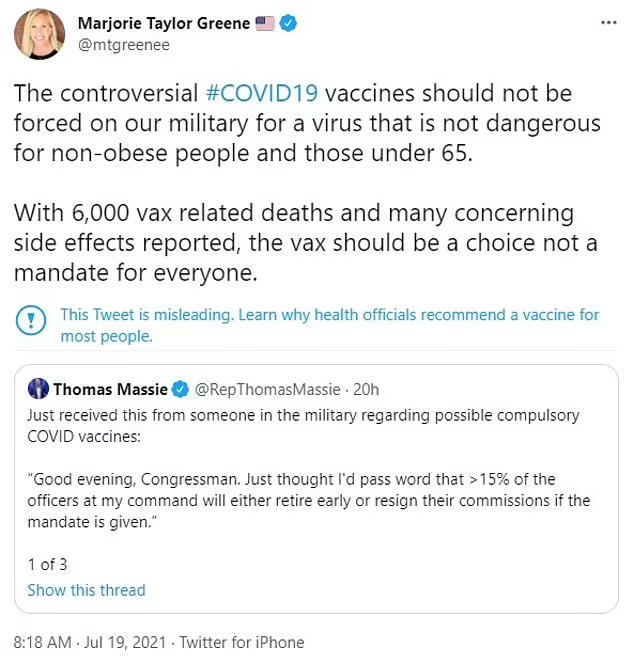 Marjorie Taylor Greene 🇺🇸
@mtgreenee
The controversial #COVID19 vaccines should not be
forced on our military for a virus that is not dangerous
for non-obese people and those under 65.
With 6,000 vax related deaths and many concerning
side effects reported, the vax should be a choice not a
mandate for everyone.
This Tweet is misleading. Learn why health officials recommend a vaccine for
most people.
Thomas Massie @RepThomasMassie · 20h
Just received this from someone in the military regarding possible compulsory
COVID vaccines:
“Good evening, Congressman. Just thought I'd pass word that >15% of the
officers at my command will either retire early or resign their commissions if the
mandate is given.”
1 of 3
Show this thread
8:18 AM · Jul 19, 2021 · Twitter for iPhone